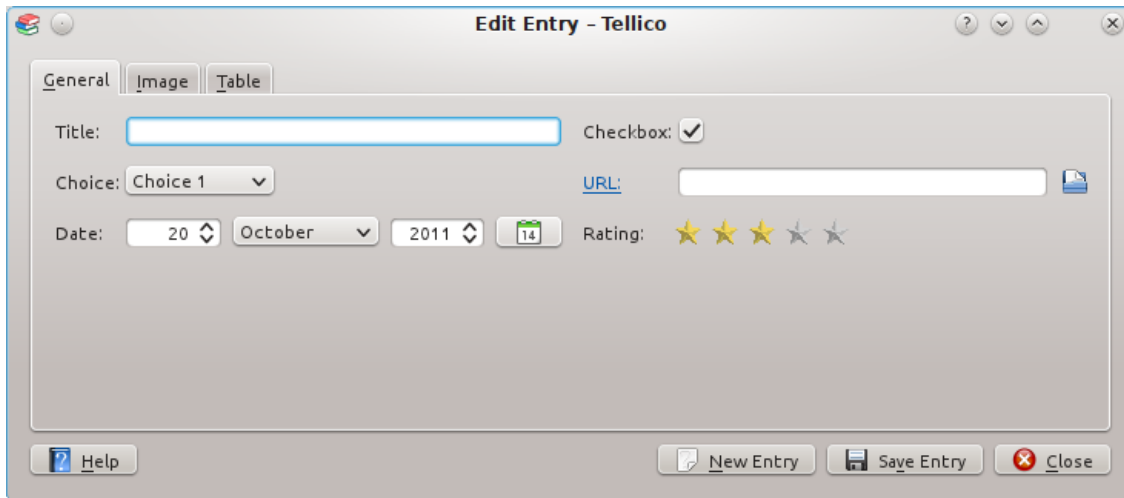 Edit Entry – Tellico
General Image Table
Title: Checkbox:
Choice: Choice 1 URL:
Date: 20 October 2011 14 Rating:
Help New Entry Save Entry Close